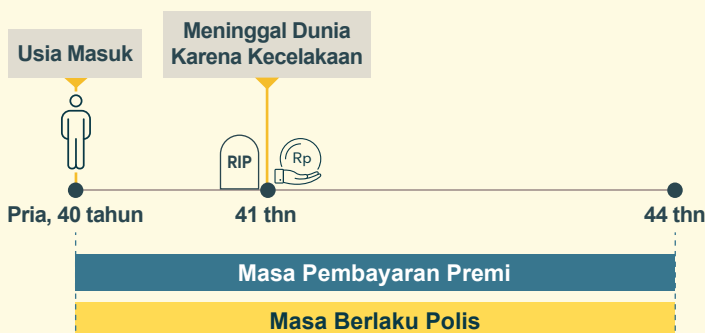 Usia Masuk
Meninggal Dunia
Karena Kecelakaan
RIP
Rp
Pria, 40 tahun
41 thn
44 thn
Masa Pembayaran Premi
Masa Berlaku Polis